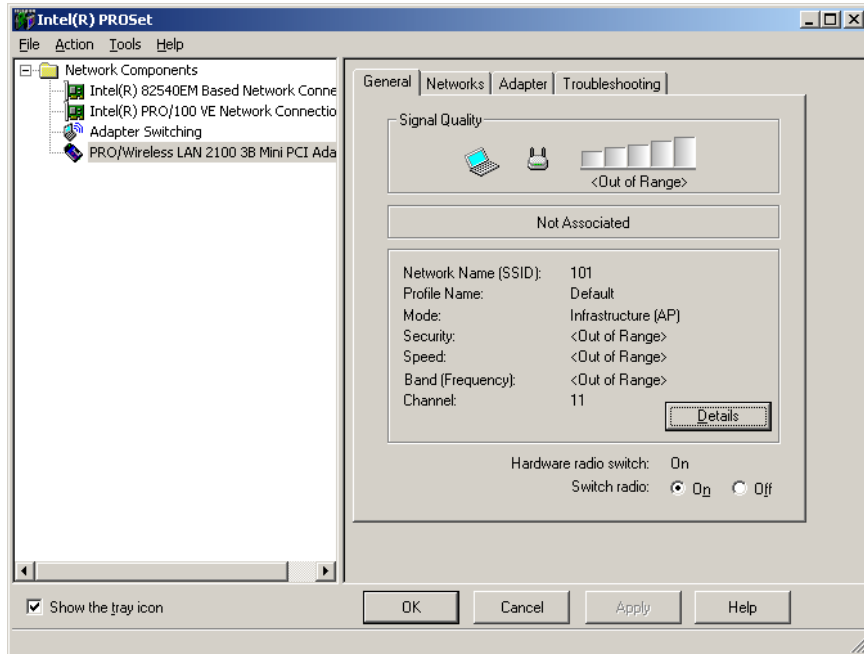 Intel(R) PROSet
File Action Tools Help
Network Components
Intel(R) 82540EM Based Network Conne
Intel(R) PRO/100 VE Network Connectio
Adapter Switching
PRO/Wireless LAN 2100 3B Mini PCI Ada
General Networks Adapter Troubleshooting
Signal Quality
<Out of Range>
Not Associated
Network Name (SSID): 101
Profile Name: Default
Mode: Infrastructure (AP)
Security: <Out of Range>
Speed: <Out of Range>
Band (Frequency): <Out of Range>
Channel: 11
Details
Hardware radio switch: On
Switch radio: On Off
Show the tray icon
OK Cancel Apply Help